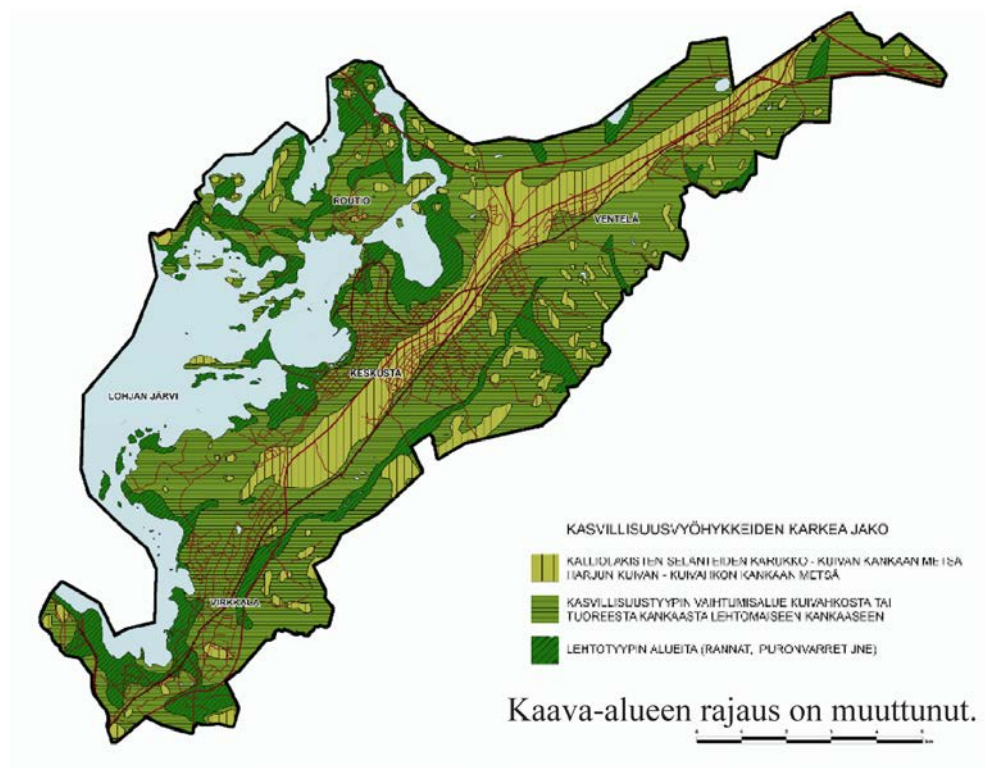 ROUTIO
VENTELÄ
KESKUSTA
LOHJAN JÄRVI
VIRKKALA
KASVILLISUUSVYÖHYKKEIDEN KARKEA JAKO
KALLIOLAKISTEN SELÄNTEIDEN KARUKKO - KUIVAN KANKAAN METSÄ
HARJUN KUIVAN - KUIVAHKON KANKAAN METSÄ
KASVILLISUUSTYYPIN VAIHTUMISALUE KUIVAHKOSTA TAI
TUOREESTA KANKAASTA LEHTOMAISEEN KANKAASEEN
LEHTOTYYPIN ALUEITA (RANNAT, PURONVARRET JNE)
Kaava-alueen rajaus on muuttunut.